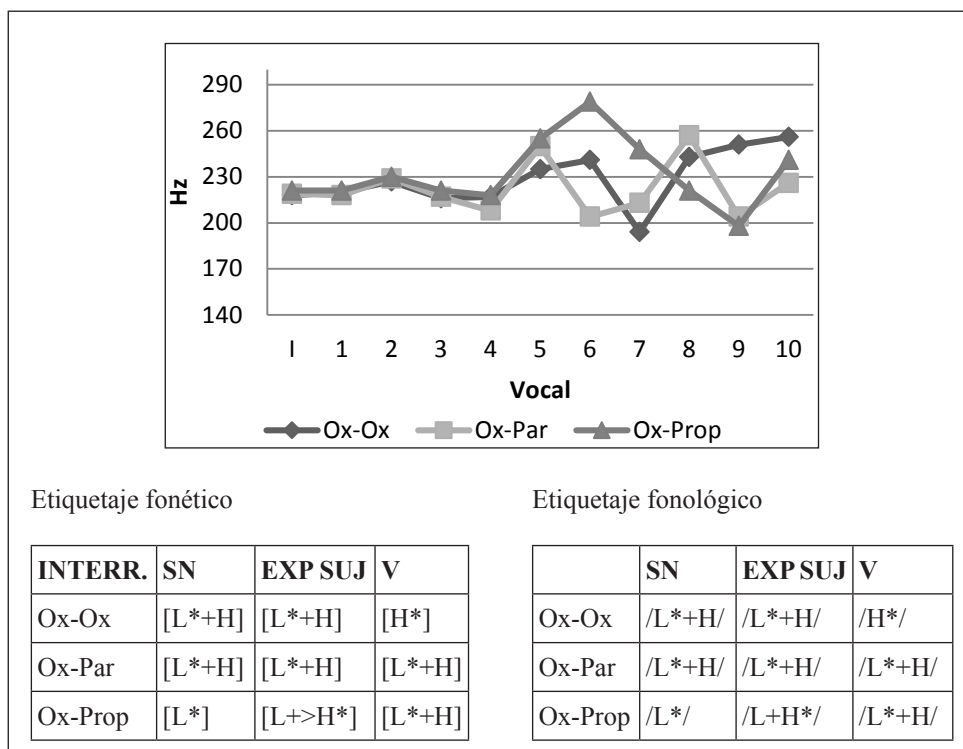 290
260
230
200
170
140
Hz
I 1 2 3 4 5 6 7 8 9 10
Vocal
Ox-Ox Ox-Par Ox-Prop
Etiquetaje fonético
INTERR. SN EXP SUJ V
Ox-Ox [L*+H] [L*+H] [H*]
Ox-Par [L*+H] [L*+H] [L*+H]
Ox-Prop [L*] [L+>H*] [L*+H]
Etiquetaje fonológico
SN EXP SUJ V
Ox-Ox /L*+H/ /L*+H/ /H*/
Ox-Par /L*+H/ /L*+H/ /L*+H/
Ox-Prop /L*/ /L+H*/ /L*+H/